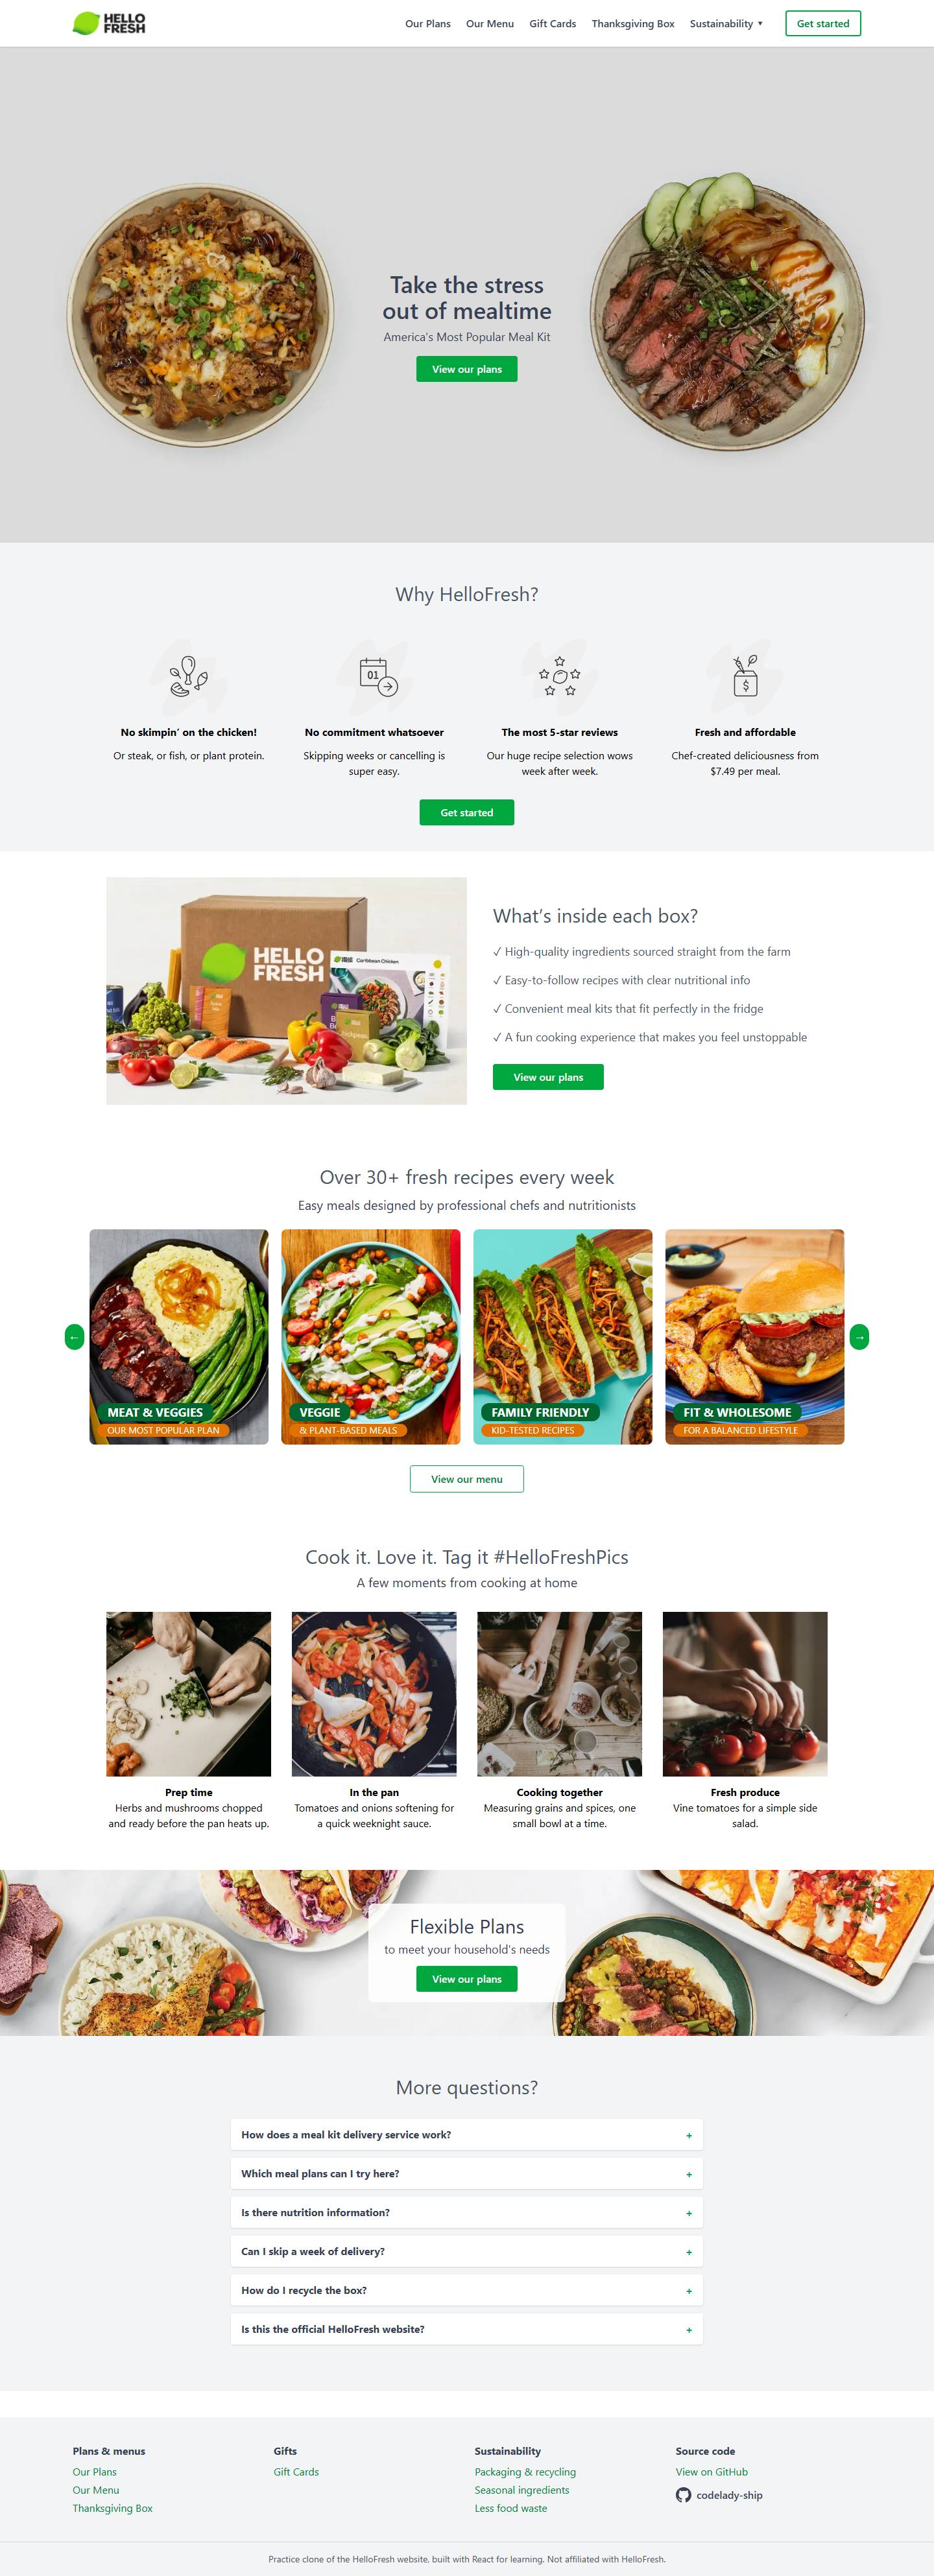 HELLO
FRESH
Our Plans
Our Menu
Gift Cards
Thanksgiving Box
Sustainability ▼
Get started
Take the stress
out of mealtime
America's Most Popular Meal Kit
View our plans
Why HelloFresh?
01
$
No skimpin’ on the chicken!
Or steak, or fish, or plant protein.
No commitment whatsoever
Skipping weeks or cancelling is
super easy.
The most 5-star reviews
Our huge recipe selection wows
week after week.
Fresh and affordable
Chef-created deliciousness from
$7.49 per meal.
Get started
HELLO
FRESH
Caribbean Chicken
What’s inside each box?
✓ High-quality ingredients sourced straight from the farm
✓ Easy-to-follow recipes with clear nutritional info
✓ Convenient meal kits that fit perfectly in the fridge
✓ A fun cooking experience that makes you feel unstoppable
View our plans
Over 30+ fresh recipes every week
Easy meals designed by professional chefs and nutritionists
←
MEAT & VEGGIES
OUR MOST POPULAR PLAN
VEGGIE
& PLANT-BASED MEALS
FAMILY FRIENDLY
KID-TESTED RECIPES
FIT & WHOLESOME
FOR A BALANCED LIFESTYLE
→
View our menu
Cook it. Love it. Tag it #HelloFreshPics
A few moments from cooking at home
Prep time
Herbs and mushrooms chopped
and ready before the pan heats up.
In the pan
Tomatoes and onions softening for
a quick weeknight sauce.
Cooking together
Measuring grains and spices, one
small bowl at a time.
Fresh produce
Vine tomatoes for a simple side
salad.
Flexible Plans
to meet your household's needs
View our plans
More questions?
How does a meal kit delivery service work? +
Which meal plans can I try here? +
Is there nutrition information? +
Can I skip a week of delivery? +
How do I recycle the box? +
Is this the official HelloFresh website? +
Plans & menus
Our Plans
Our Menu
Thanksgiving Box
Gifts
Gift Cards
Sustainability
Packaging & recycling
Seasonal ingredients
Less food waste
Source code
View on GitHub
codelady-ship
Practice clone of the HelloFresh website, built with React for learning. Not affiliated with HelloFresh.